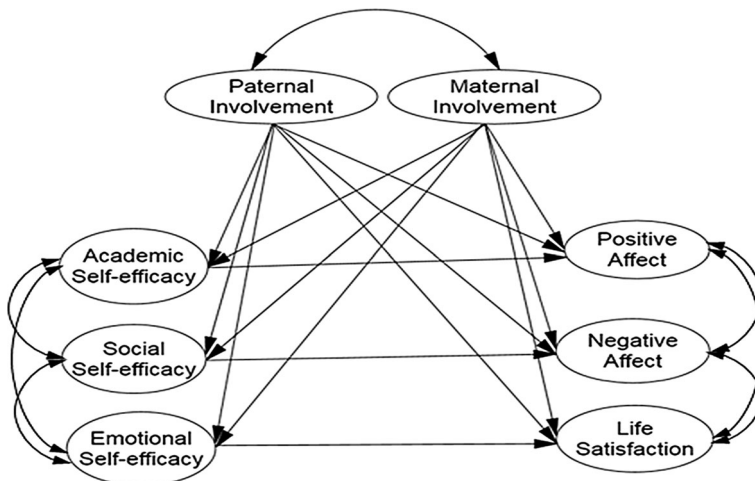 Paternal
Involvement
Maternal
Involvement
Academic
Self-efficacy
Positive
Affect
Social
Self-efficacy
Negative
Affect
Emotional
Self-efficacy
Life
Satisfaction